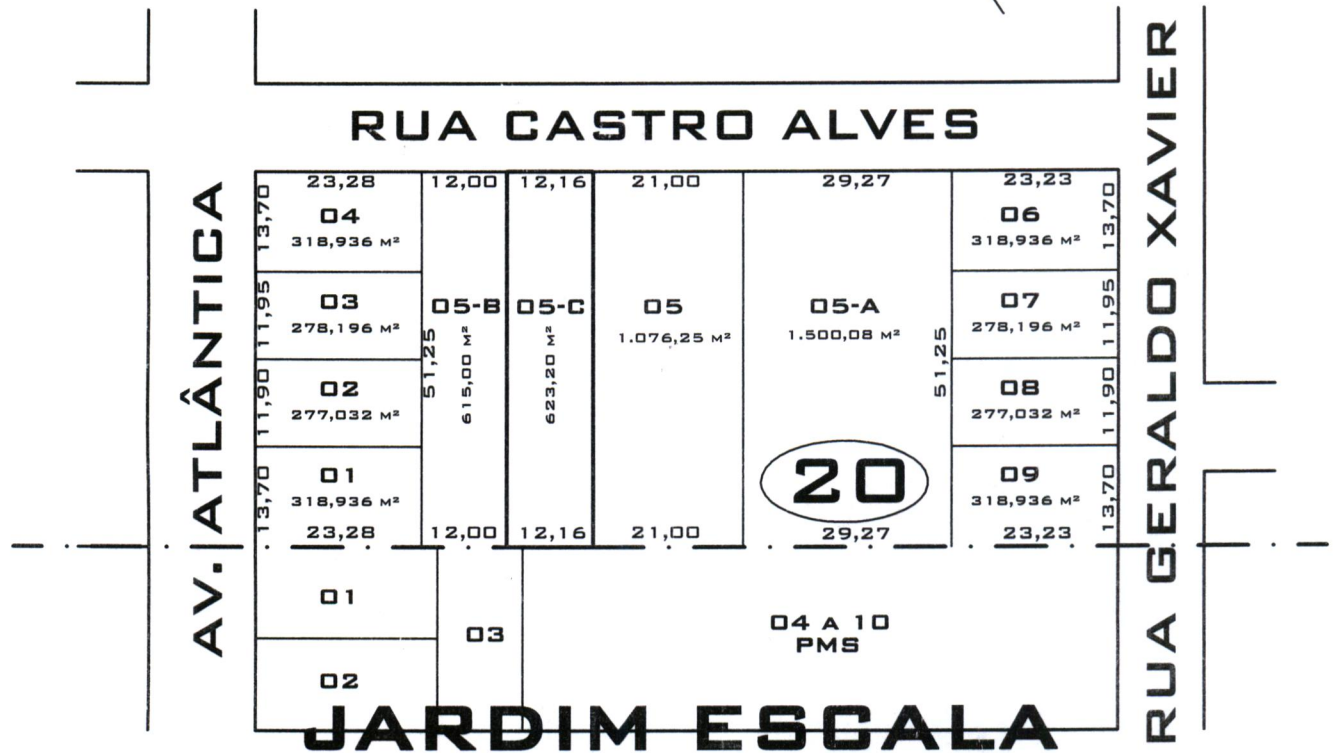 RUA CASTRO ALVES
AV. ATLÂNTICA
RUA GERALDO XAVIER
23,28
13,70
04
318,936 M²
11,95
03
278,196 M²
11,90
02
277,032 M²
13,70
01
318,936 M²
23,28
12,00
05-B
51,25
615,00 M²
12,00
12,16
05-C
623,20 M²
12,16
21,00
05
1.076,25 M²
21,00
29,27
05-A
1.500,08 M²
51,25
20
29,27
23,23
13,70
06
318,936 M²
11,95
07
278,196 M²
11,90
08
277,032 M²
13,70
09
318,936 M²
23,23
01
02
03
04 A 10
PMS
JARDIM ESCALA